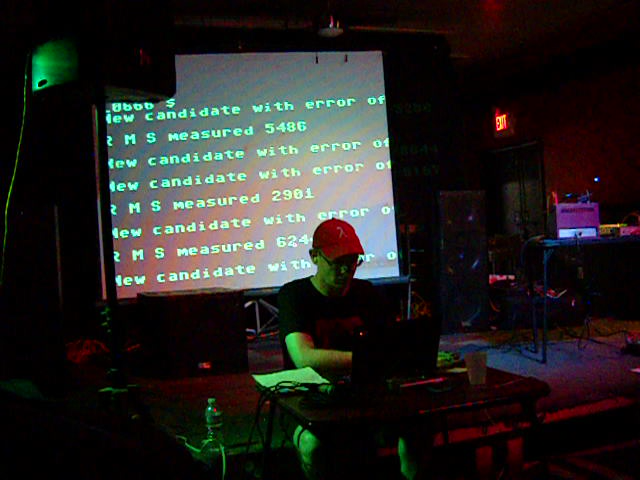 0666 $
New candidate with error of
R M S measured 5486
New candidate with error of
New candidate with error of
R M S measured 2901
New candidate with error o
R M S measured 624
New candidate with
EXIT